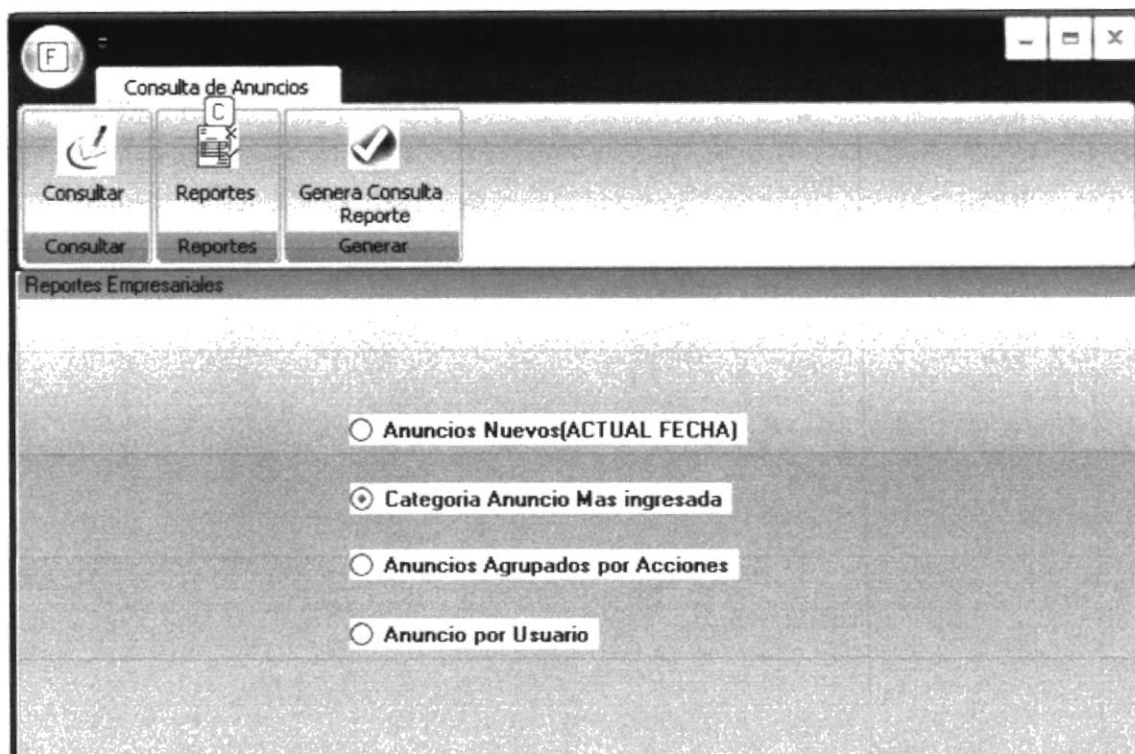 F
Consulta de Anuncios
C
Consultar
Reportes
Genera Consulta
Reporte
Consultar
Reportes
Generar
Reportes Empresariales
Anuncios Nuevos(ACTUAL FECHA)
Categoria Anuncio Mas ingresada
Anuncios Agrupados por Acciones
Anuncio por Usuario